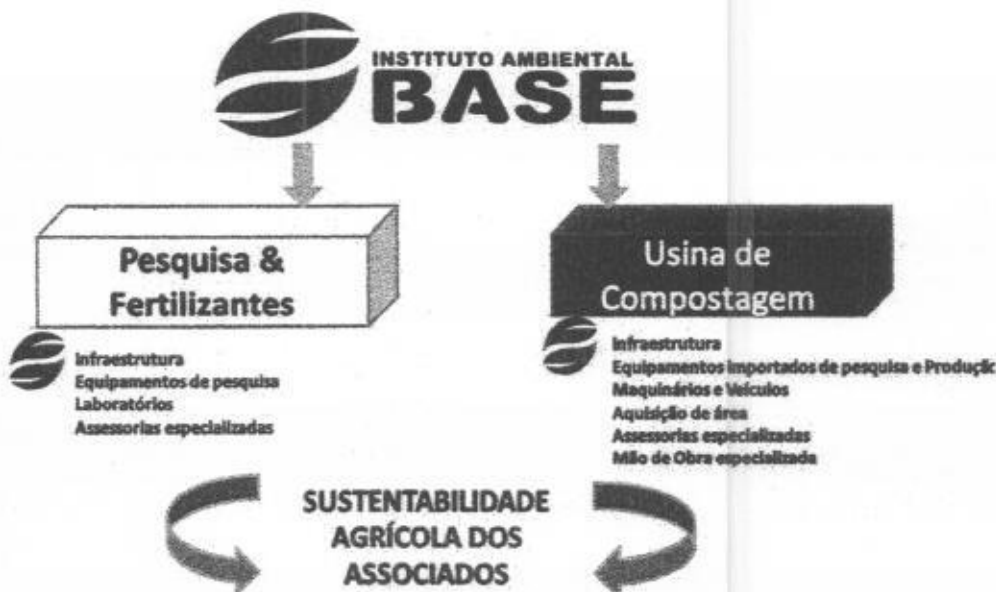 INSTITUTO AMBIENTAL
BASE
Pesquisa &
Fertilizantes
Infraestrutura
Equipamentos de pesquisa
Laboratórios
Assessorias especializadas
Usina de
Compostagem
Infraestrutura
Equipamentos importados de pesquisa e Produçã
Maquinários e Veículos
Aquisição de área
Assessorias especializadas
Mão de Obra especializada
SUSTENTABILIDADE
AGRÍCOLA DOS
ASSOCIADOS